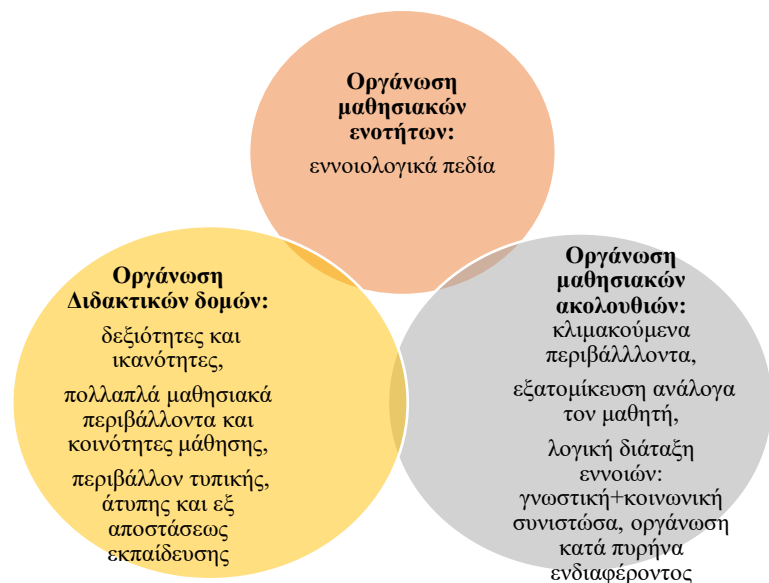 Οργάνωση
μαθησιακών
ενοτήτων:
εννοιολογικά πεδία
Οργάνωση
Διδακτικών δομών:
δεξιότητες και
ικανότητες,
πολλαπλά μαθησιακά
περιβάλλοντα και
κοινότητες μάθησης,
περιβάλλον τυπικής,
άτυπης και εξ
αποστάσεως
εκπαίδευσης
Οργάνωση
μαθησιακών
ακολουθιών:
κλιμακούμενα
περιβάλλλοντα,
εξατομίκευση ανάλογα
τον μαθητή,
λογική διάταξη
εννοιών:
γνωστική+κοινωνική
συνιστώσα, οργάνωση
κατά πυρήνα
ενδιαφέροντος